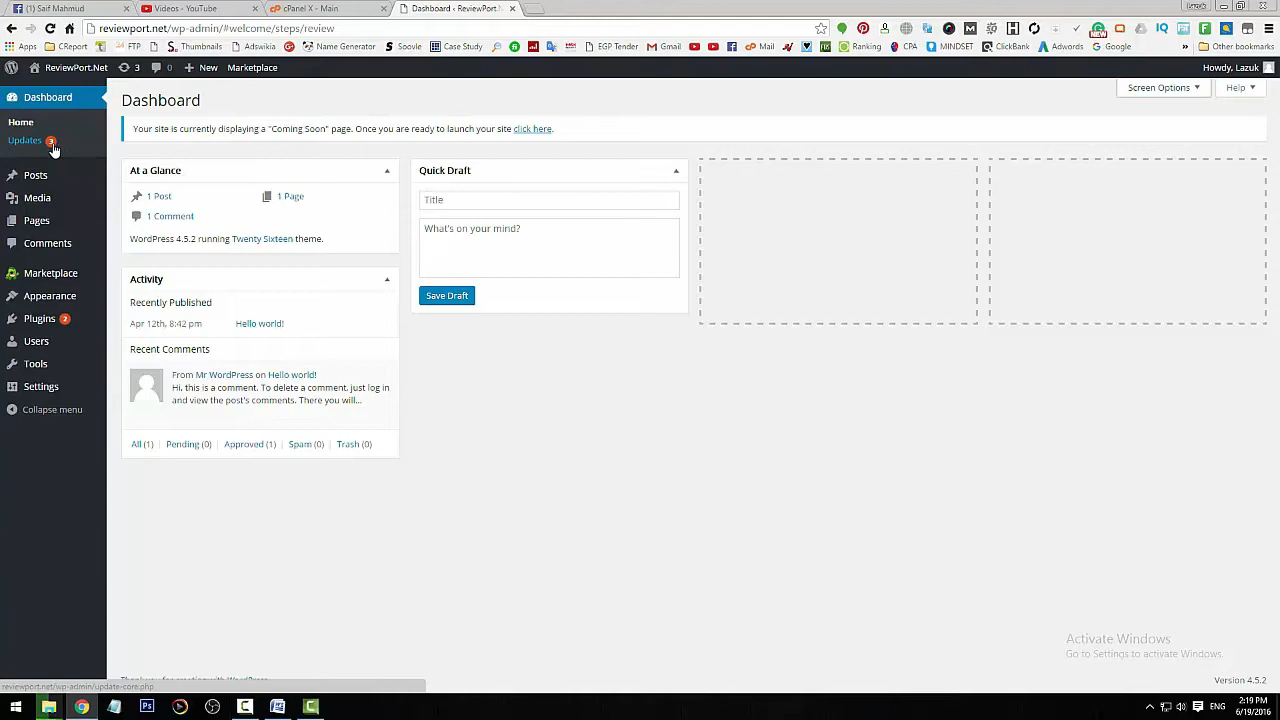 (1) Saif Mahmud
Videos - YouTube
cPanel X - Main
Dashboard ‹ ReviewPort.N
reviewport.net/wp-admin/#welcome/steps/review
Apps
CReport
FTP
Thumbnails
Adswikia
Name Generator
Soovle
Case Study
EGP Tender
Email
Mail
Ranking
CPA
MINDSET
ClickBank
Adwords
Google
»
Other bookmarks
ReviewPort.Net
3
0
New
Marketplace
Howdy, Lazuk
Dashboard
Home
Updates 3
Posts
Media
Pages
Comments
Marketplace
Appearance
Plugins 2
Users
Tools
Settings
Collapse menu
Dashboard
Screen Options
Help
Your site is currently displaying a "Coming Soon" page. Once you are ready to launch your site click here.
At a Glance
1 Post
1 Page
1 Comment
WordPress 4.5.2 running Twenty Sixteen theme.
Activity
Recently Published
Apr 12th, 8:42 pm
Hello world!
Recent Comments
From Mr WordPress on Hello world!
Hi, this is a comment. To delete a comment, just log in
and view the post's comments. There you will...
All (1) | Pending (0) | Approved (1) | Spam (0) | Trash (0)
Quick Draft
Title
What's on your mind?
Save Draft
Activate Windows
Go to Settings to activate Windows.
Version 4.5.2
reviewport.net/wp-admin/update-core.php
ENG
2:19 PM
6/19/2016